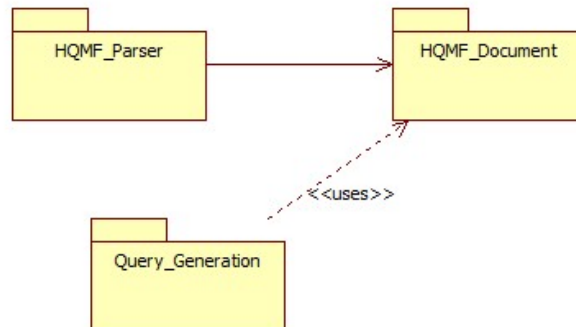 HQMF_Parser
HQMF_Document
<<uses>>
Query_Generation